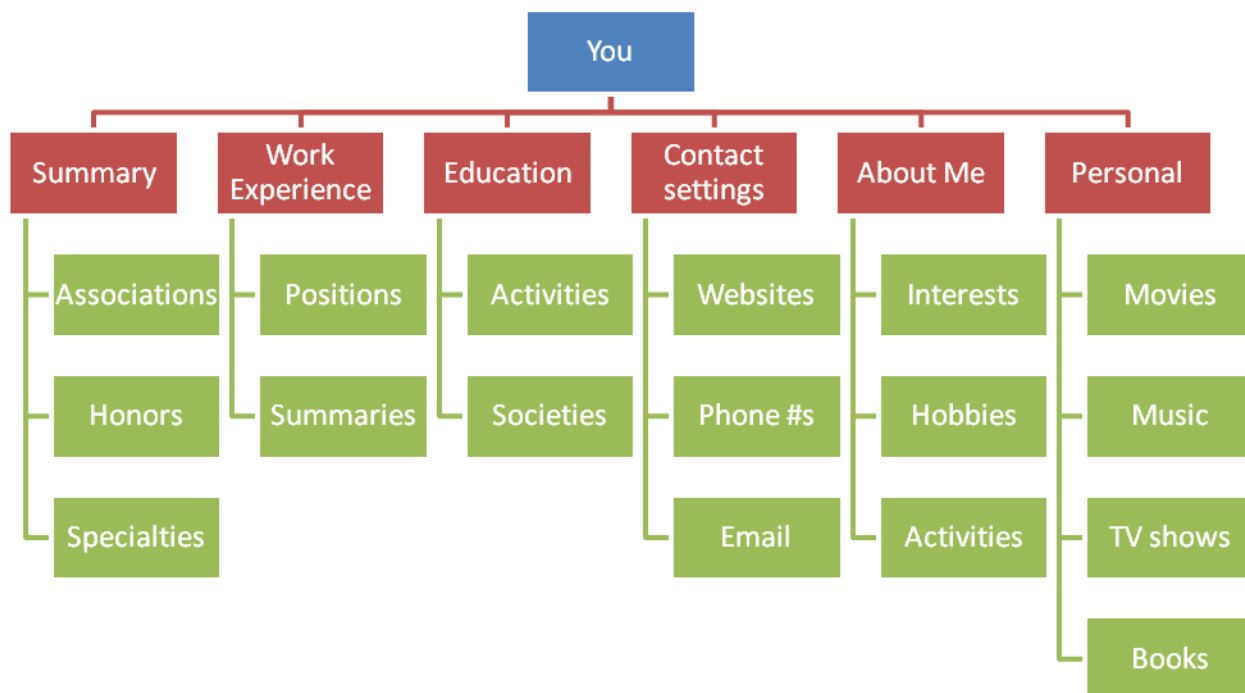 You
Summary
Work
Experience
Education
Contact
settings
About Me
Personal
Associations
Positions
Activities
Websites
Interests
Movies
Honors
Summaries
Societies
Phone #s
Hobbies
Music
Specialties
Email
Activities
TV shows
Books